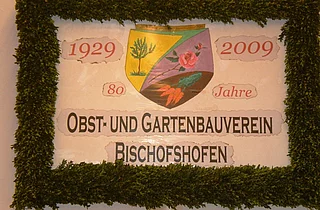 1929 2009
80 Jahre
OBST- UND GARTENBAUVEREIN
BISCHOFSHOFEN